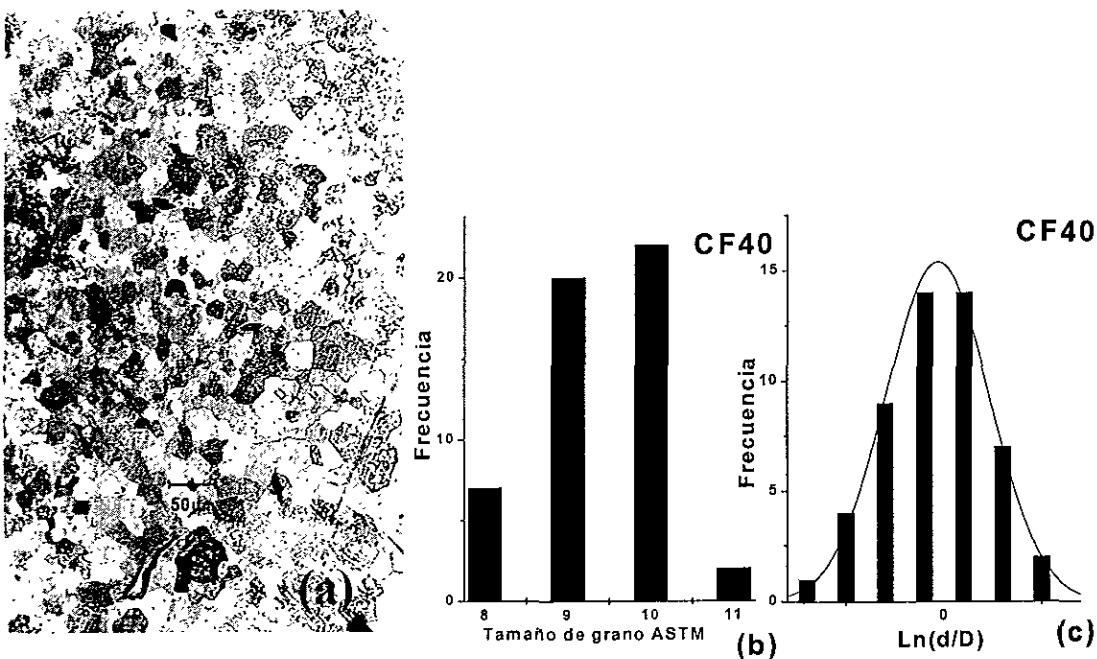 50μm
(a)
CF40
20
10
0
Frecuencia
8 9 10 11
Tamaño de grano ASTM
(b)
CF40
15
10
5
0
Frecuencia
0
Ln(d/D)
(c)